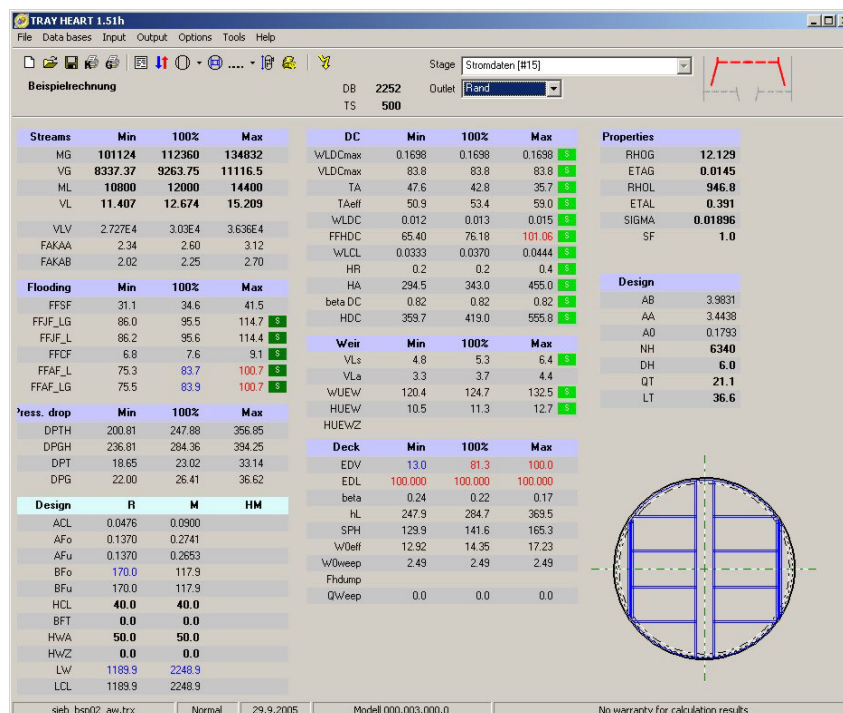 TRAY HEART 1.51h
File Data bases Input Output Options Tools Help
Stage Stromdaten [#15]
Beispielrechnung DB 2252 Outlet Rand
TS 500
Streams Min 100% Max
MG 101124 112360 134832
VG 8337.37 9263.75 11116.5
ML 10800 12000 14400
VL 11.407 12.674 15.209
VLV 2.727E4 3.03E4 3.636E4
FAKAA 2.34 2.60 3.12
FAKAB 2.02 2.25 2.70
Flooding Min 100% Max
FFSF 31.1 34.6 41.5
FFJF_LG 86.0 95.5 114.7 S
FFJF_L 86.2 95.6 114.4 S
FFCF 6.8 7.6 9.1 S
FFAF_L 75.3 83.7 100.7 S
FFAF_LG 75.5 83.9 100.7 S
Press. drop Min 100% Max
DPTH 200.81 247.88 356.85
DPGH 236.81 284.36 394.25
DPT 18.65 23.02 33.14
DPG 22.00 26.41 36.62
Design R M HM
ACL 0.0476 0.0900
AFo 0.1370 0.2741
AFu 0.1370 0.2653
BFo 170.0 117.9
BFu 170.0 117.9
HCL 40.0 40.0
BFT 0.0 0.0
HWA 50.0 50.0
HWZ 0.0 0.0
LW 1189.9 2248.9
LCL 1189.9 2248.9
DC Min 100% Max
WLDCmax 0.1698 0.1698 0.1698 S
VLDCmax 83.8 83.8 83.8 S
TA 47.6 42.8 35.7 S
TAeff 50.9 53.4 59.0 S
WLDC 0.012 0.013 0.015 S
FFHDC 65.40 76.18 101.06 S
WLCL 0.0333 0.0370 0.0444 S
HR 0.2 0.2 0.4 S
HA 294.5 343.0 455.0 S
beta DC 0.82 0.82 0.82 S
HDC 359.7 419.0 555.8 S
Weir Min 100% Max
VLs 4.8 5.3 6.4 S
VLa 3.3 3.7 4.4
WUEW 120.4 124.7 132.5 S
HUEW 10.5 11.3 12.7 S
HUEWZ
Deck Min 100% Max
EDV 13.0 81.3 100.0
EDL 100.000 100.000 100.000
beta 0.24 0.22 0.17
hL 247.9 284.7 369.5
SPH 129.9 141.6 165.3
W0eff 12.92 14.35 17.23
W0weep 2.49 2.49 2.49
Fhdump
QWeep 0.0 0.0 0.0
Properties
RHOG 12.129
ETAG 0.0145
RHOL 946.8
ETAL 0.391
SIGMA 0.01896
SF 1.0
Design
AB 3.9831
AA 3.4438
A0 0.1793
NH 6340
DH 6.0
QT 21.1
LT 36.6
sieb_bsp02_aw.trx Normal 29.9.2005 Modell 000.003.000.0 No warranty for calculation results